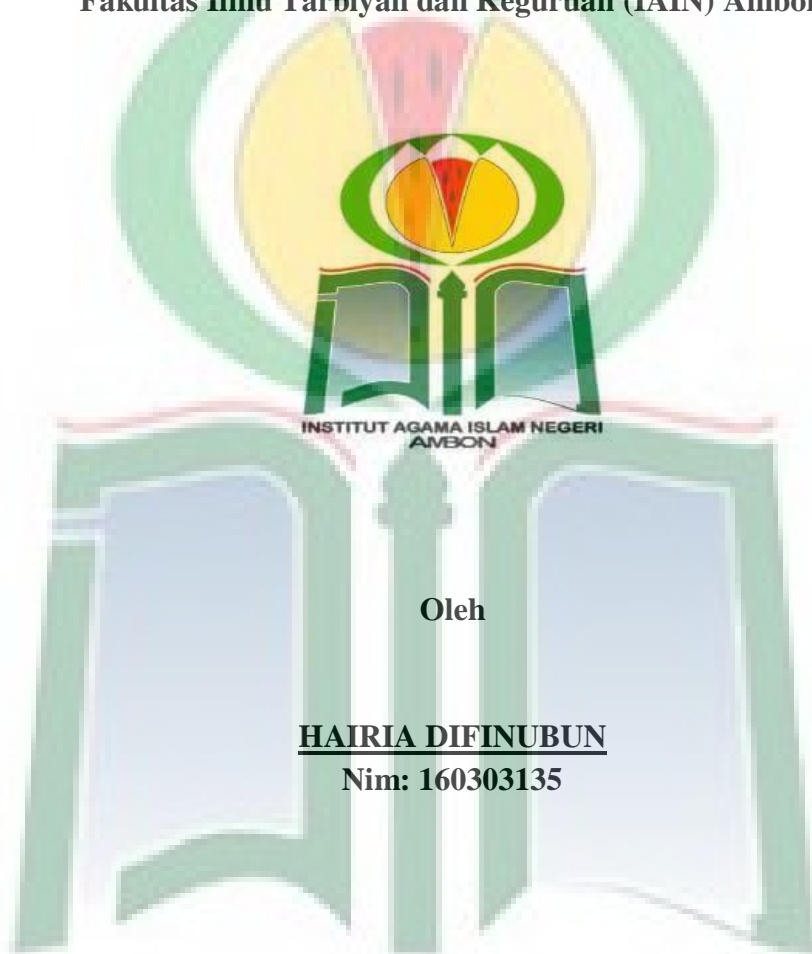 Fakultas Ilmu Tarbiyah dan Keguruan (IAIN) Ambon
INSTITUT AGAMA ISLAM NEGERI
AMBON
Oleh
HAIRIA DIFINUBUN
Nim: 160303135